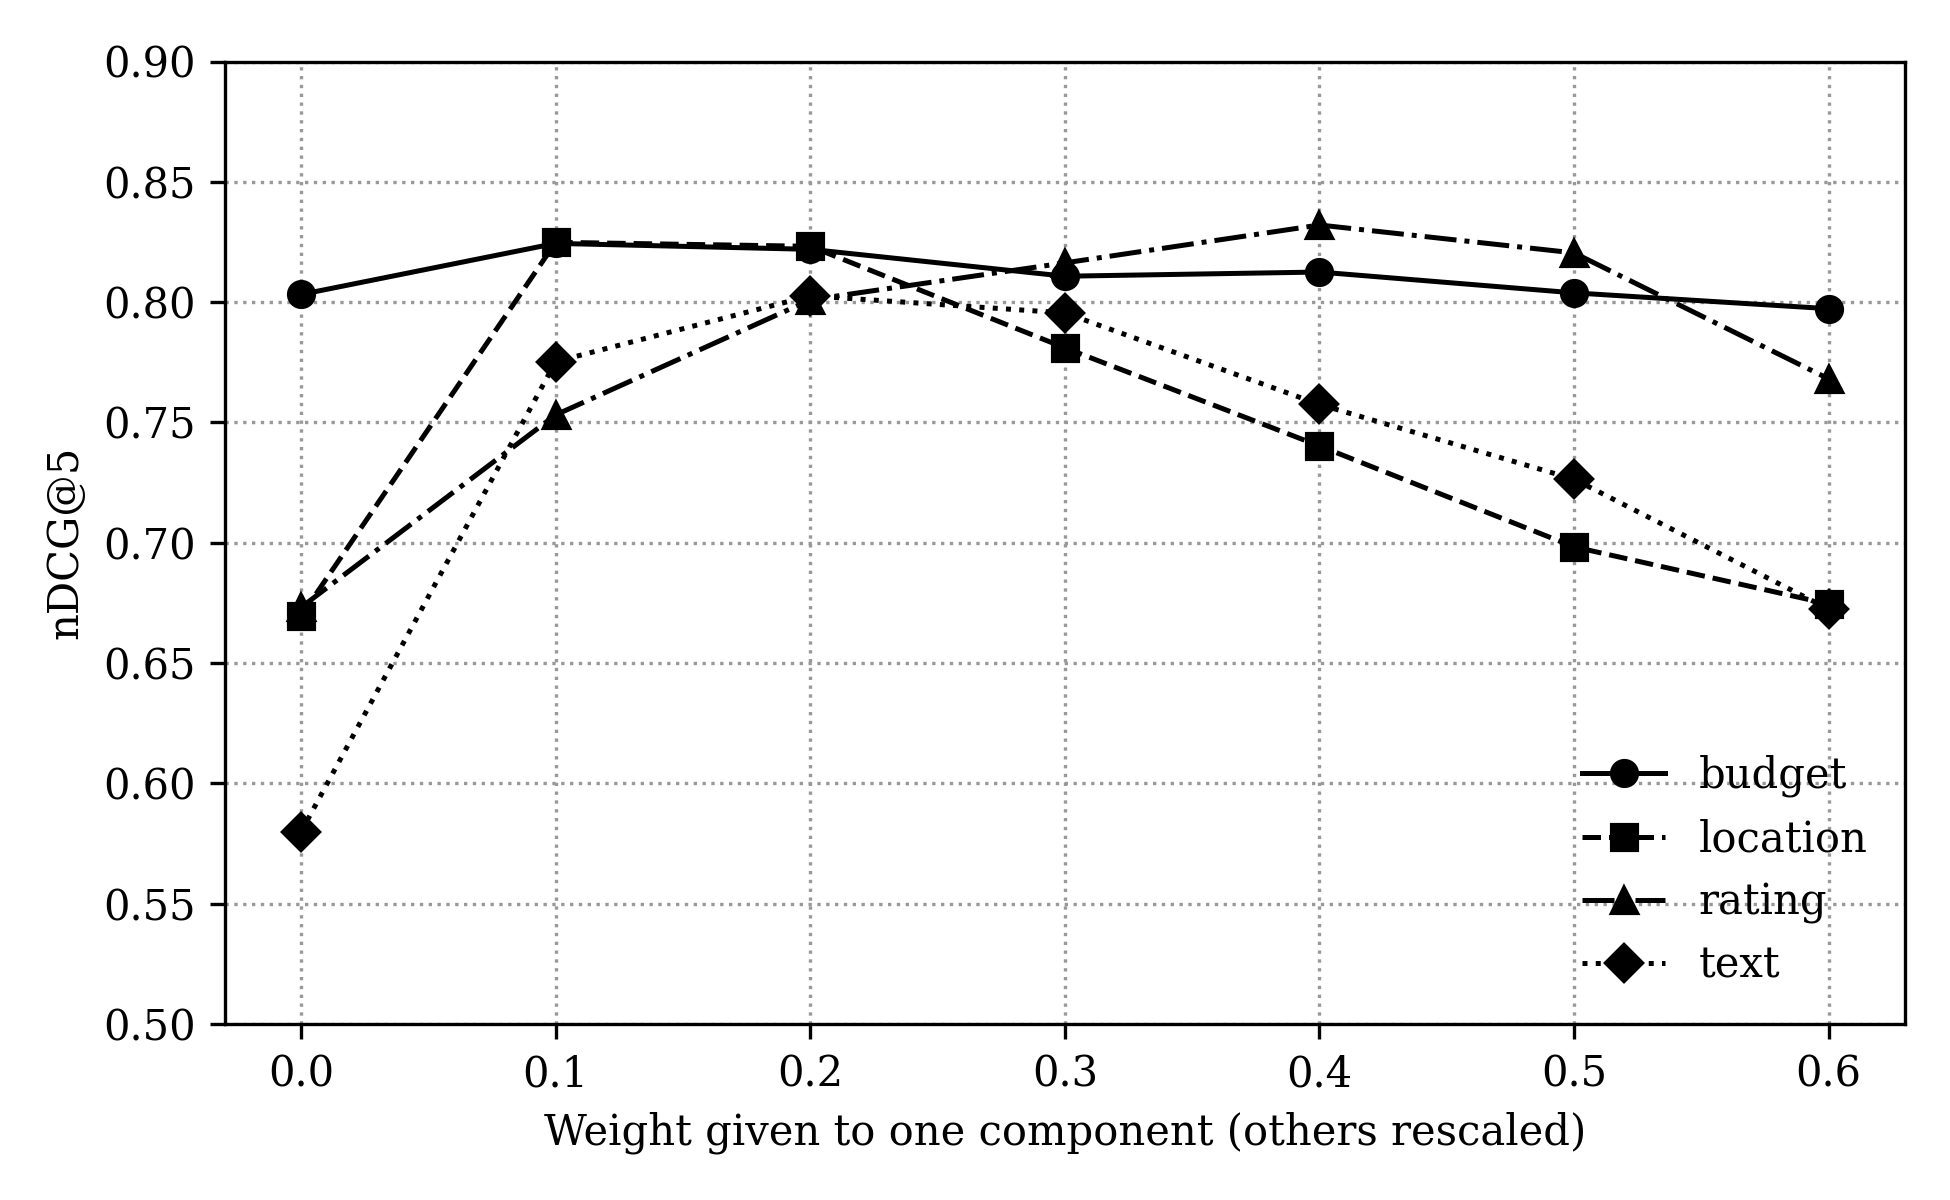 0.90
0.85
0.80
0.75
0.70
0.65
0.60
0.55
0.50
nDCG@5
budget
location
rating
text
0.0 0.1 0.2 0.3 0.4 0.5 0.6
Weight given to one component (others rescaled)